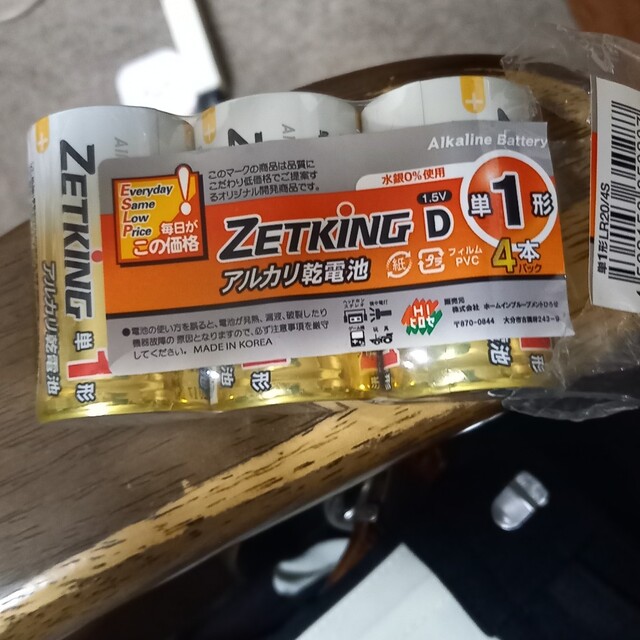 Alkaline Battery
Everyday
Same
Low
Price
毎日が
この価格
このマークの商品は品質に
こだわり低価格でご提案す
るオリジナル開発商品です。
水銀0%使用
ZETKING
1.5V
D
単1形
4本
パック
アルカリ乾電池
紙
プラ
フィルム
PVC
●電池の使い方を誤ると、電池が発熱、漏液、破裂したり
機器故障の原因となりますので、必ず注意事項を厳守
してください。 MADE IN KOREA
販売元
株式会社 ホームインプルーブメントひろせ
〒870-0844 大分市古国府243-9
ZETKING
アルカリ乾電池
単1形
単1形LR20/4S